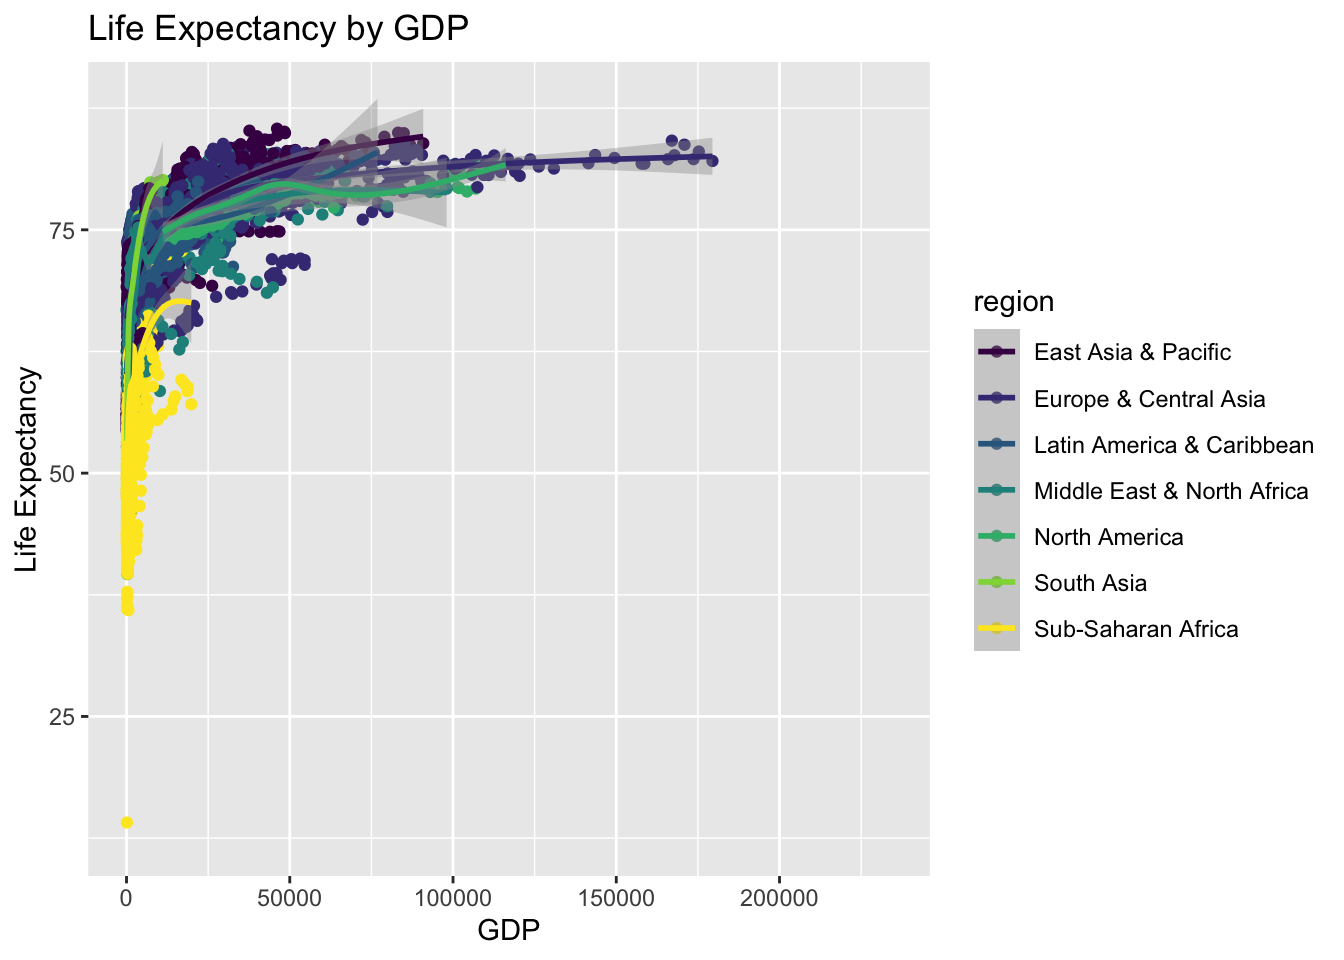 Life Expectancy by GDP
75
50
25
Life Expectancy
0
50000
100000
150000
200000
GDP
region
East Asia & Pacific
Europe & Central Asia
Latin America & Caribbean
Middle East & North Africa
North America
South Asia
Sub-Saharan Africa